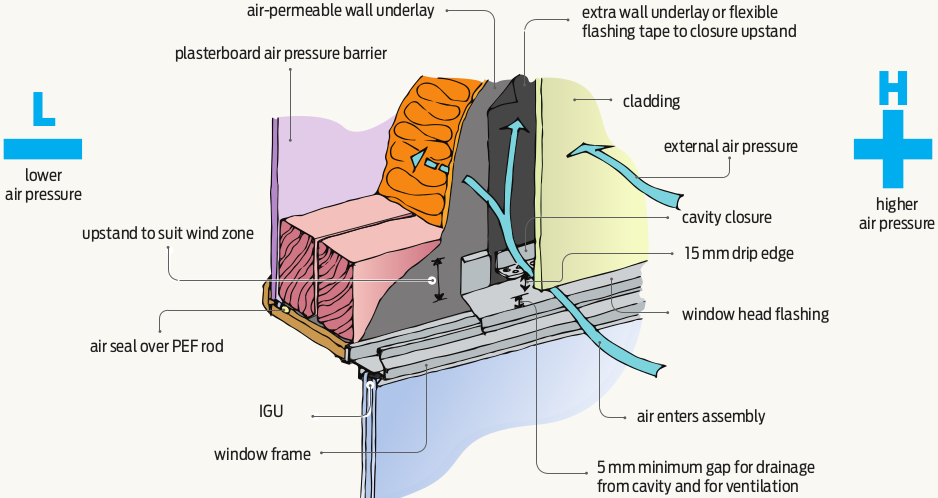 air-permeable wall underlay
extra wall underlay or flexible
flashing tape to closure upstand
plasterboard air pressure barrier
L
H
cladding
external air pressure
lower
air pressure
higher
air pressure
cavity closure
upstand to suit wind zone
15 mm drip edge
window head flashing
air seal over PEF rod
IGU
air enters assembly
window frame
5 mm minimum gap for drainage
from cavity and for ventilation